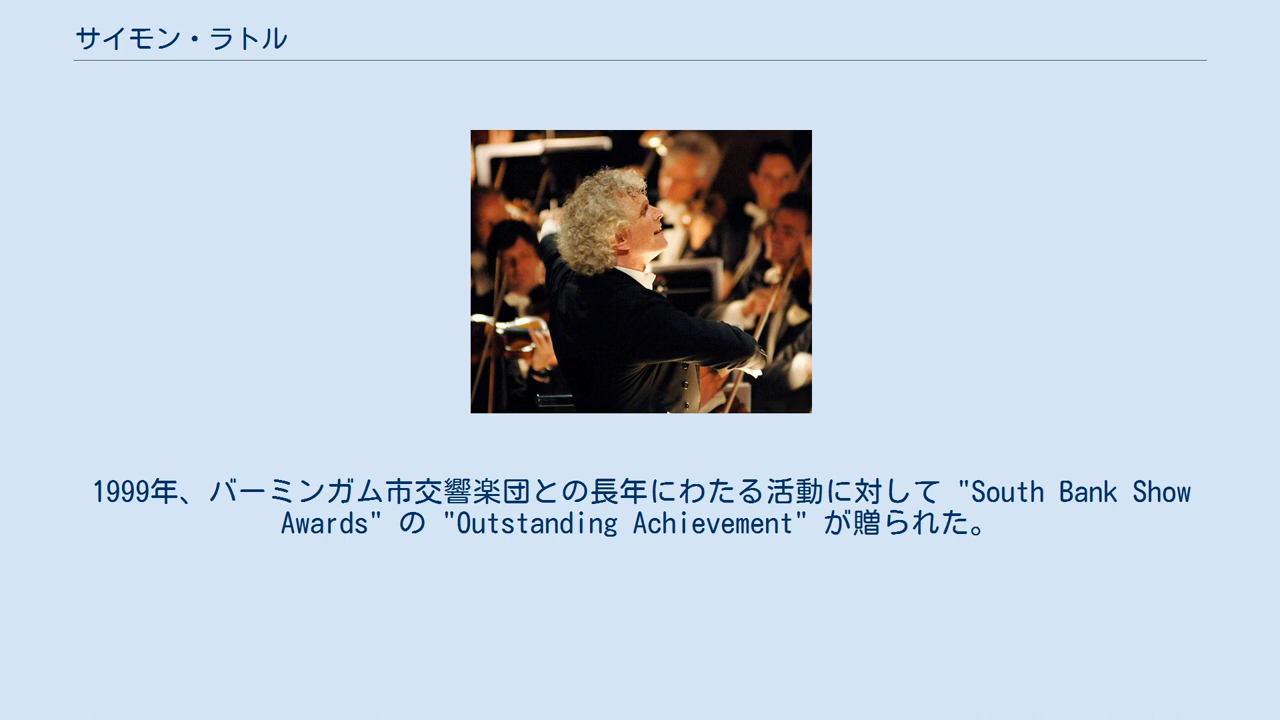 サイモン・ラトル
1999年、バーミンガム市交響楽団との長年にわたる活動に対して "South Bank Show
Awards" の "Outstanding Achievement" が贈られた。